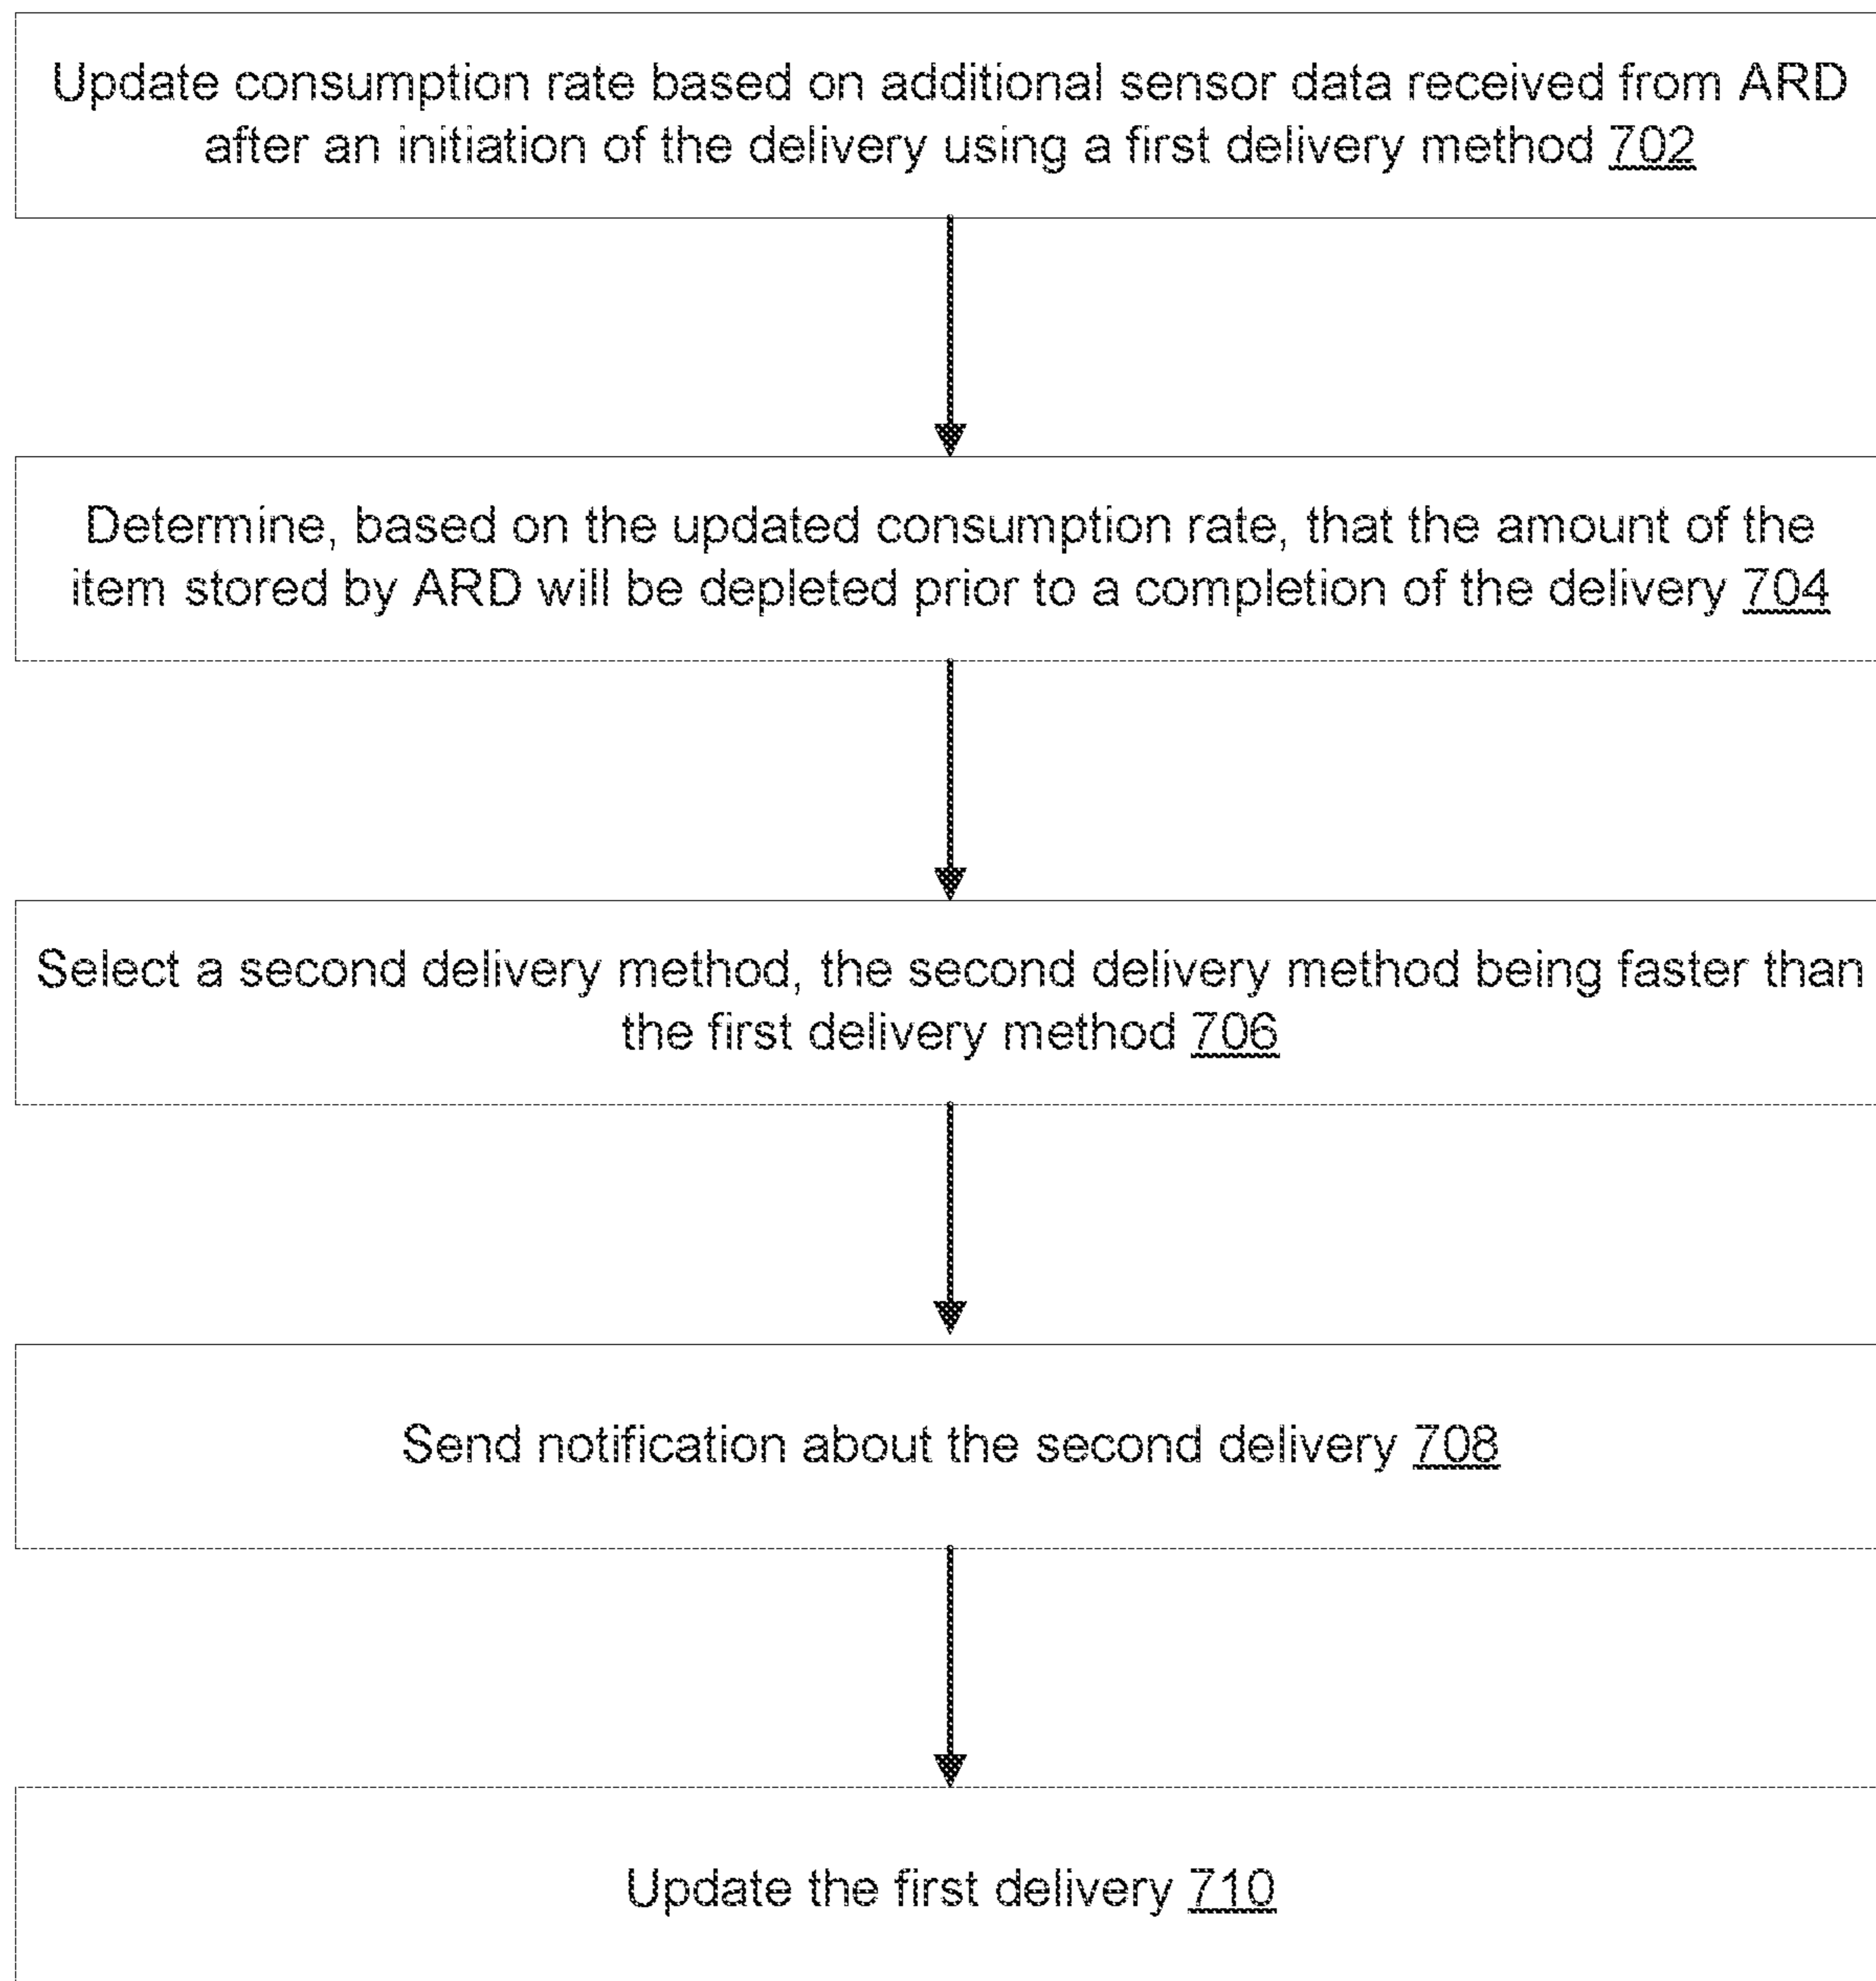 Update consumption rate based on additional sensor data received from ARD
after an initiation of the delivery using a first delivery method 702
Determine, based on the updated consumption rate, that the amount of the
item stored by ARD will be depleted prior to a completion of the delivery 704
Select a second delivery method, the second delivery method being faster than
the first delivery method 706
Send notification about the second delivery 708
Update the first delivery 710